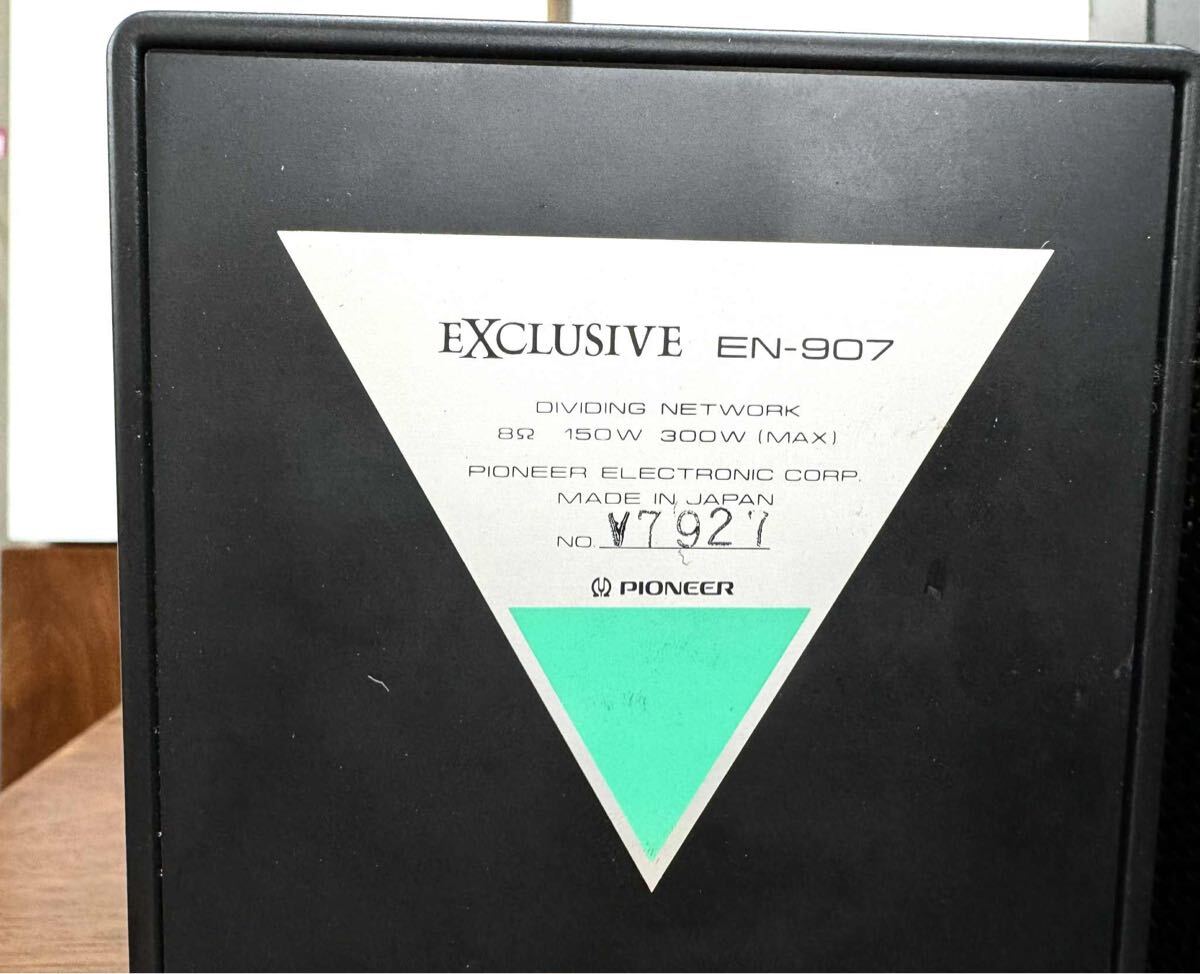 EXCLUSIVE EN-907
DIVIDING NETWORK
8Ω 150W 300W (MAX)
PIONEER ELECTRONIC CORP.
MADE IN JAPAN
NO. V7927
PIONEER